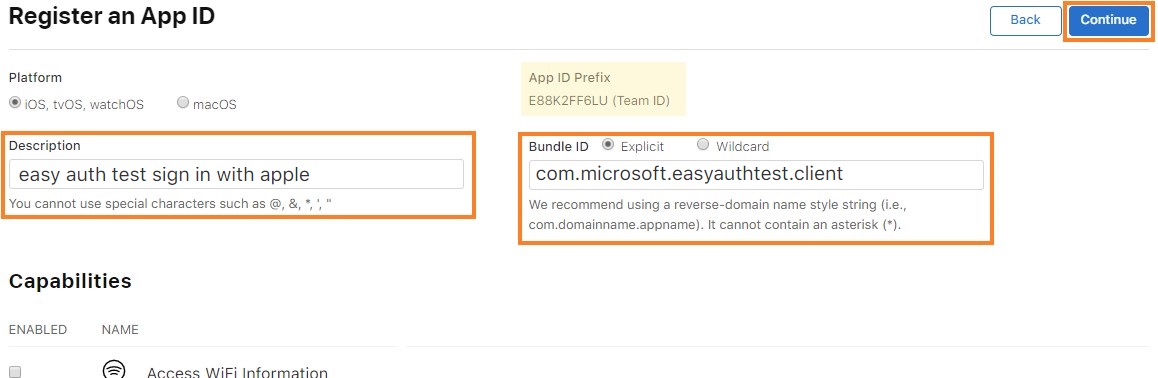 Register an App ID
Back
Continue
Platform
iOS, tvOS, watchOS
macOS
App ID Prefix
E88K2FF6LU (Team ID)
Description
easy auth test sign in with apple
You cannot use special characters such as @, &, *, ', "
Bundle ID Explicit Wildcard
com.microsoft.easyauthtest.client
We recommend using a reverse-domain name style string (i.e.,
com.domainname.appname). It cannot contain an asterisk (*).
Capabilities
ENABLED NAME
Access WiFi Information